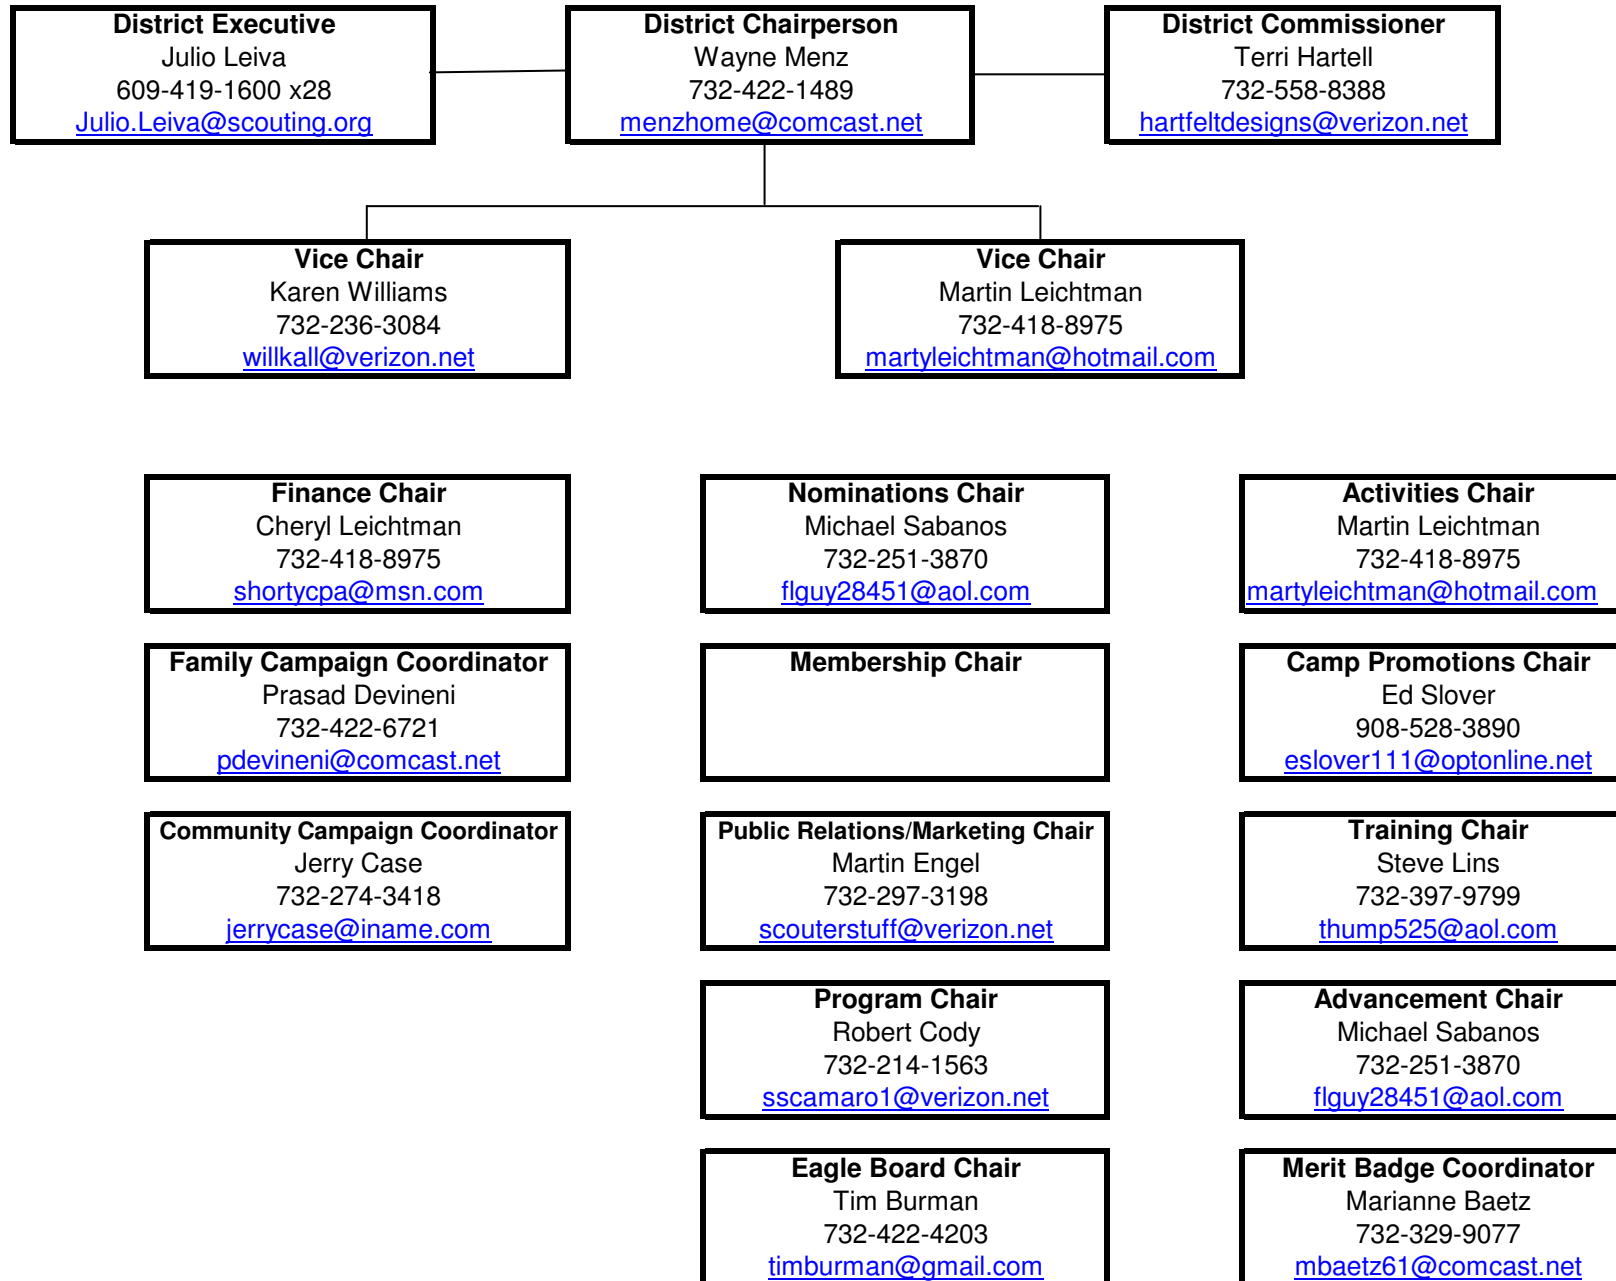 District Executive
Julio Leiva
609-419-1600 x28
Julio.Leiva@scouting.org
District Chairperson
Wayne Menz
732-422-1489
menzhome@comcast.net
District Commissioner
Terri Hartell
732-558-8388
hartfeltdesigns@verizon.net
Vice Chair
Karen Williams
732-236-3084
willkall@verizon.net
Vice Chair
Martin Leichtman
732-418-8975
martyleichtman@hotmail.com
Finance Chair
Cheryl Leichtman
732-418-8975
shortycpa@msn.com
Nominations Chair
Michael Sabanos
732-251-3870
flguy28451@aol.com
Activities Chair
Martin Leichtman
732-418-8975
martyleichtman@hotmail.com
Family Campaign Coordinator
Prasad Devineni
732-422-6721
pdevineni@comcast.net
Membership Chair
Camp Promotions Chair
Ed Slover
908-528-3890
eslover111@optonline.net
Community Campaign Coordinator
Jerry Case
732-274-3418
jerrycase@iname.com
Public Relations/Marketing Chair
Martin Engel
732-297-3198
scouterstuff@verizon.net
Training Chair
Steve Lins
732-397-9799
thump525@aol.com
Program Chair
Robert Cody
732-214-1563
sscamaro1@verizon.net
Advancement Chair
Michael Sabanos
732-251-3870
flguy28451@aol.com
Eagle Board Chair
Tim Burman
732-422-4203
timburman@gmail.com
Merit Badge Coordinator
Marianne Baetz
732-329-9077
mbaetz61@comcast.net